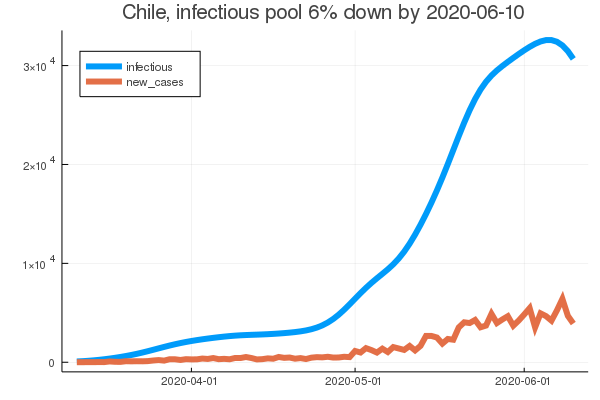 Chile, infectious pool 6% down by 2020-06-10
3×10 4
infectious
new_cases
2×10 4
1×10 4
0
2020-04-01 2020-05-01 2020-06-01